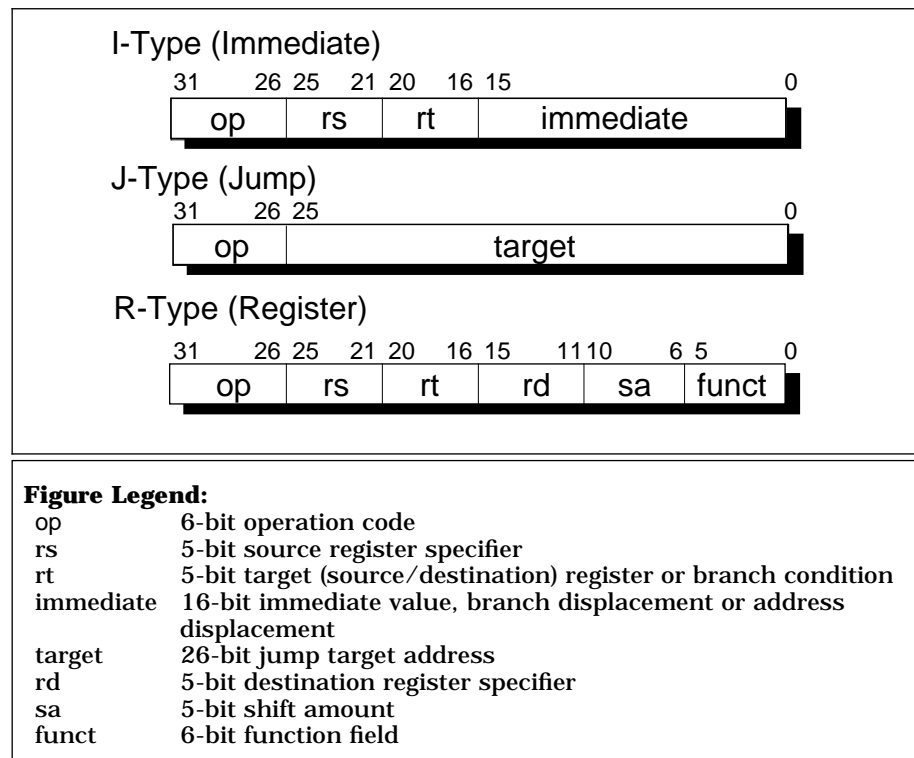 I-Type (Immediate)
31 26 25 21 20 16 15 0
op rs rt immediate
J-Type (Jump)
31 26 25 0
op target
R-Type (Register)
31 26 25 21 20 16 15 11 10 6 5 0
op rs rt rd sa funct
Figure Legend:
op 6-bit operation code
rs 5-bit source register specifier
rt 5-bit target (source/destination) register or branch condition
immediate 16-bit immediate value, branch displacement or address
displacement
target 26-bit jump target address
rd 5-bit destination register specifier
sa 5-bit shift amount
funct 6-bit function field